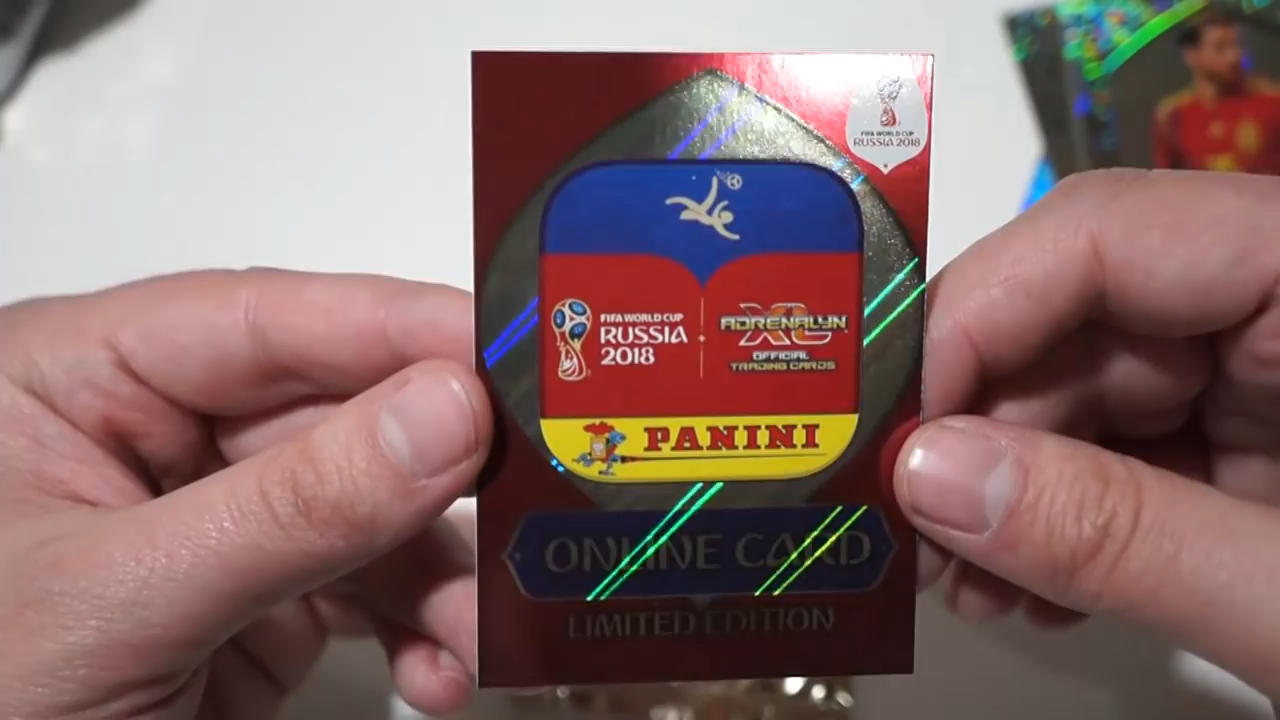 FIFA WORLD CUP
RUSSIA 2018
FIFA WORLD CUP
RUSSIA
2018
ADRENALYN
XL
OFFICIAL
TRADING CARDS
PANINI
ONLINE CARD
LIMITED EDITION